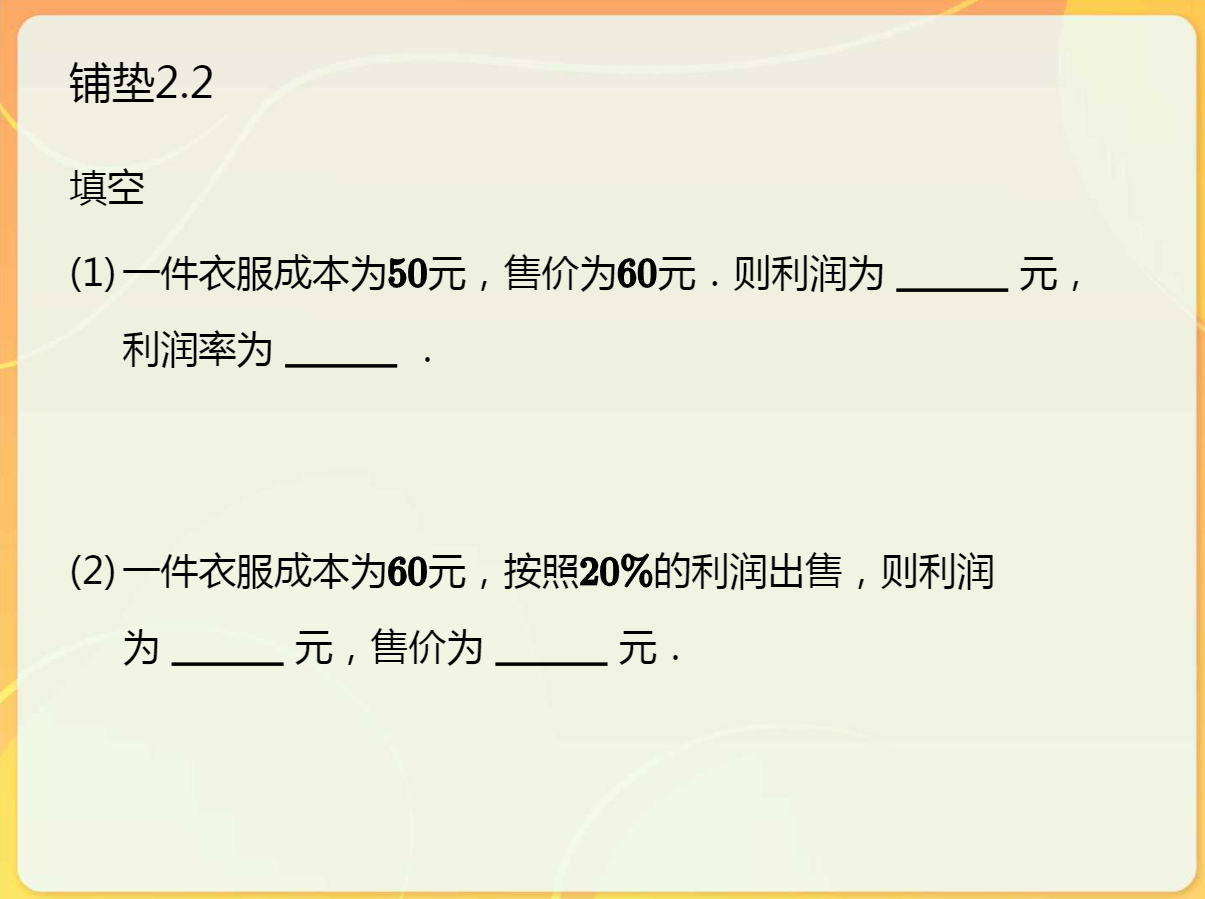 铺垫2.2
填空
(1) 一件衣服成本为50元，售价为60元．则利润为 ______ 元，
利润率为 ______ ．
(2) 一件衣服成本为60元，按照20%的利润出售，则利润
为 ______ 元，售价为 ______ 元．